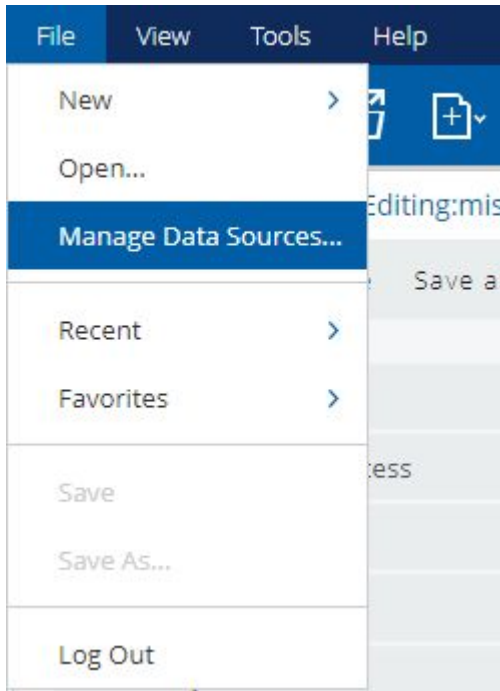 File View Tools Help
New
Open...
Editing:mis
Manage Data Sources...
Save a
Recent
Favorites
cess
Save
Save As...
Log Out